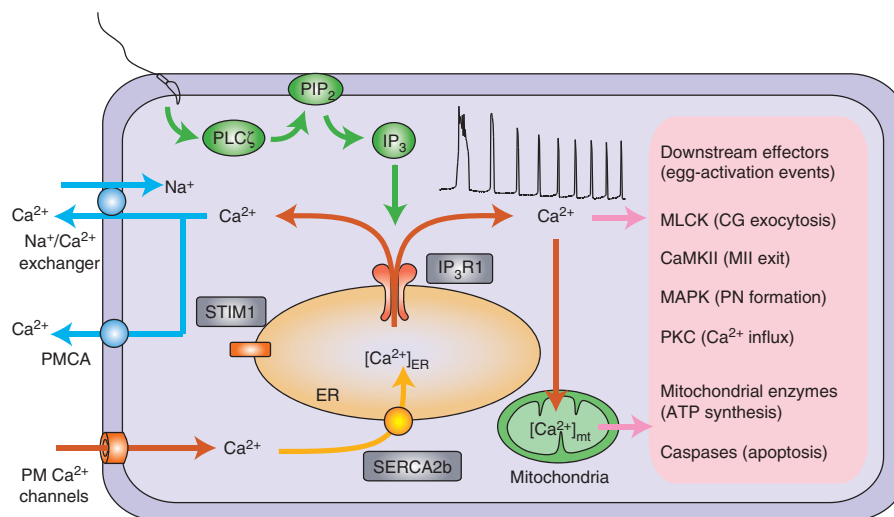 PIP₂
PLCζ
IP₃
Na⁺
Ca²⁺
Na⁺/Ca²⁺
exchanger
Ca²⁺
Ca²⁺
PMCA
STIM1
IP₃R1
[Ca²⁺]ER
ER
Ca²⁺
SERCA2b
PM Ca²⁺
channels
Ca²⁺
[Ca²⁺]mt
Mitochondria
Downstream effectors
(egg-activation events)
MLCK (CG exocytosis)
CaMKII (MII exit)
MAPK (PN formation)
PKC (Ca²⁺ influx)
Mitochondrial enzymes
(ATP synthesis)
Caspases (apoptosis)